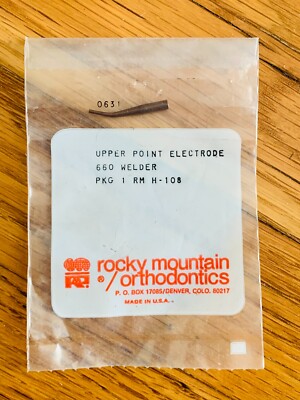 0631
UPPER POINT ELECTRODE
660 WELDER
PKG 1 RM H-108
rocky mountain
/orthodontics
P. O. BOX 17085/DENVER, COLO. 80217
MADE IN U.S.A.